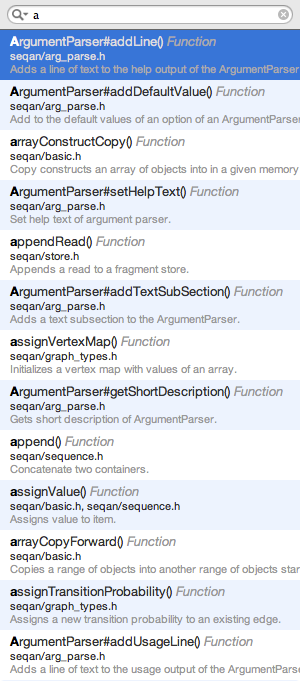 a
ArgumentParser#addLine() Function
seqan/arg_parse.h
Adds a line of text to the help output of the ArgumentParser
ArgumentParser#addDefaultValue() Function
seqan/arg_parse.h
Add to the default values of an option of an ArgumentParser
arrayConstructCopy() Function
seqan/basic.h
Copy constructs an array of objects into in a given memory
ArgumentParser#setHelpText() Function
seqan/arg_parse.h
Set help text of argument parser.
appendRead() Function
seqan/store.h
Appends a read to a fragment store.
ArgumentParser#addTextSubSection() Function
seqan/arg_parse.h
Adds a text subsection to the ArgumentParser.
assignVertexMap() Function
seqan/graph_types.h
Initializes a vertex map with values of an array.
ArgumentParser#getShortDescription() Function
seqan/arg_parse.h
Gets short description of ArgumentParser.
append() Function
seqan/sequence.h
Concatenate two containers.
assignValue() Function
seqan/basic.h, seqan/sequence.h
Assigns value to item.
arrayCopyForward() Function
seqan/basic.h
Copies a range of objects into another range of objects star
assignTransitionProbability() Function
seqan/graph_types.h
Assigns a new transition probability to an existing edge.
ArgumentParser#addUsageLine() Function
seqan/arg_parse.h
Adds a line of text to the usage output of the ArgumentParse